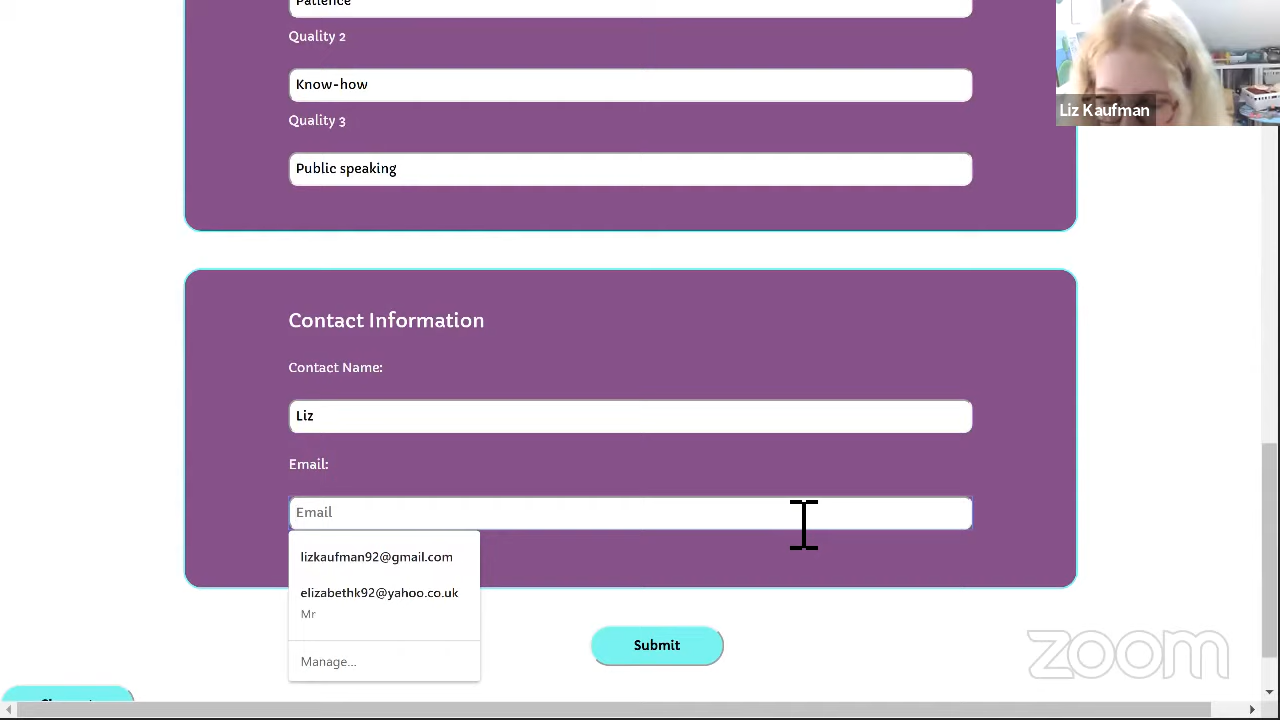 Patience
Quality 2
Know-how
Quality 3
Public speaking
Liz Kaufman
Contact Information
Contact Name:
Liz
Email:
Email
lizkaufman92@gmail.com
elizabethk92@yahoo.co.uk
Mr
Manage...
Submit
zoom